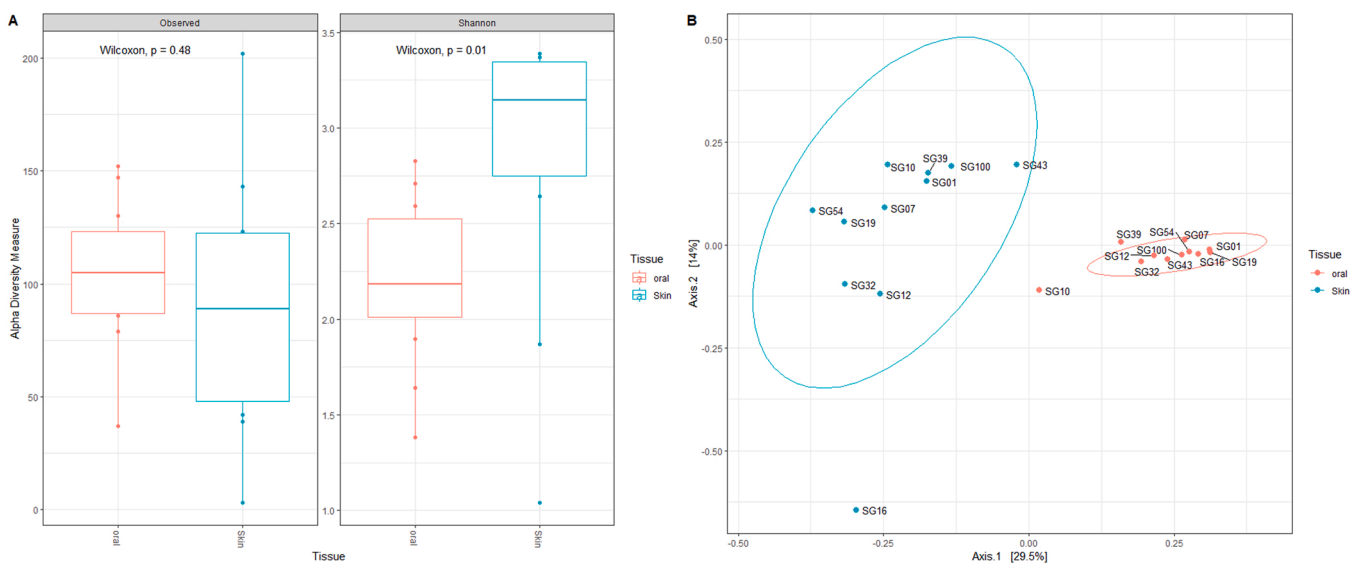 A
Observed
Shannon
Wilcoxon, p = 0.48
Wilcoxon, p = 0.01
Alpha Diversity Measure
200
150
100
50
0
3.5
3.0
2.5
2.0
1.5
1.0
oral
Skin
oral
Skin
Tissue
Tissue
a oral
a Skin
B
Axis.2 [14%]
0.50
0.25
0.00
-0.25
-0.50
SG10
SG39
SG100
SG43
SG01
SG54
SG07
SG19
SG32
SG12
SG16
SG39
SG54
SG07
SG12
SG100
SG01
SG32
SG43
SG16
SG19
SG10
-0.50
-0.25
0.00
0.25
Axis.1 [29.5%]
Tissue
oral
Skin